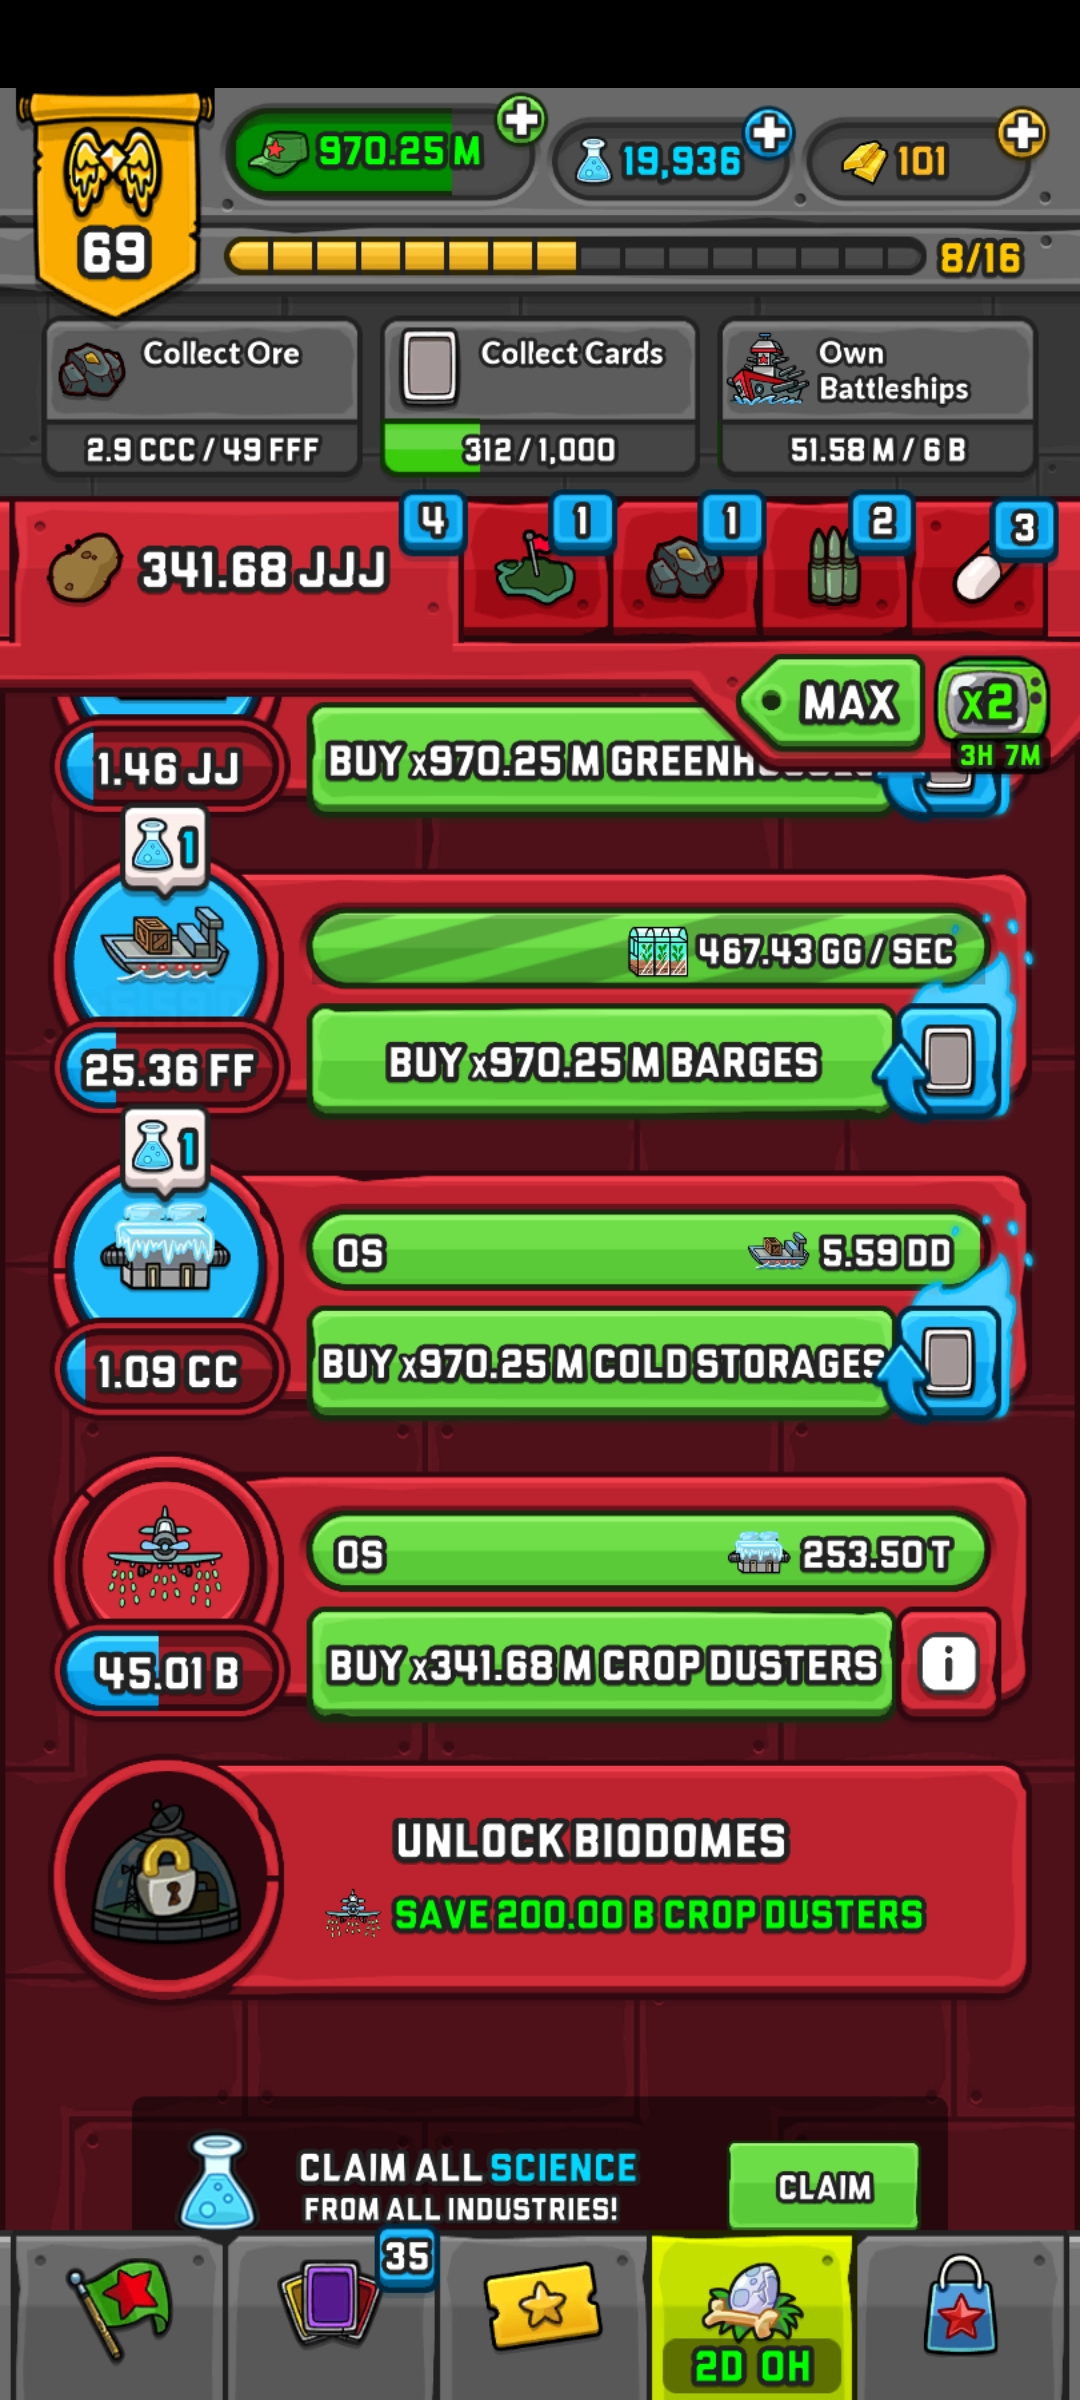 970.25 M
19,936
101
69
8/16
Collect Ore
2.9 CCC / 49 FFF
Collect Cards
312 / 1,000
Own
Battleships
51.58 M / 6 B
341.68 JJJ
4
1
1
2
3
MAX
x2
3H 7M
1.46 JJ
BUY x970.25 M
1
467.43 GG / SEC
25.36 FF
BUY x970.25 M BARGES
1
0S
5.59 DD
1.09 CC
BUY x970.25 M COLD STORAGES
0S
253.50 T
45.01 B
BUY x341.68 M CROP DUSTERS
i
UNLOCK BIODOMES
SAVE 200.00 B CROP DUSTERS
CLAIM ALL SCIENCE
FROM ALL INDUSTRIES!
CLAIM
35
2D 0H